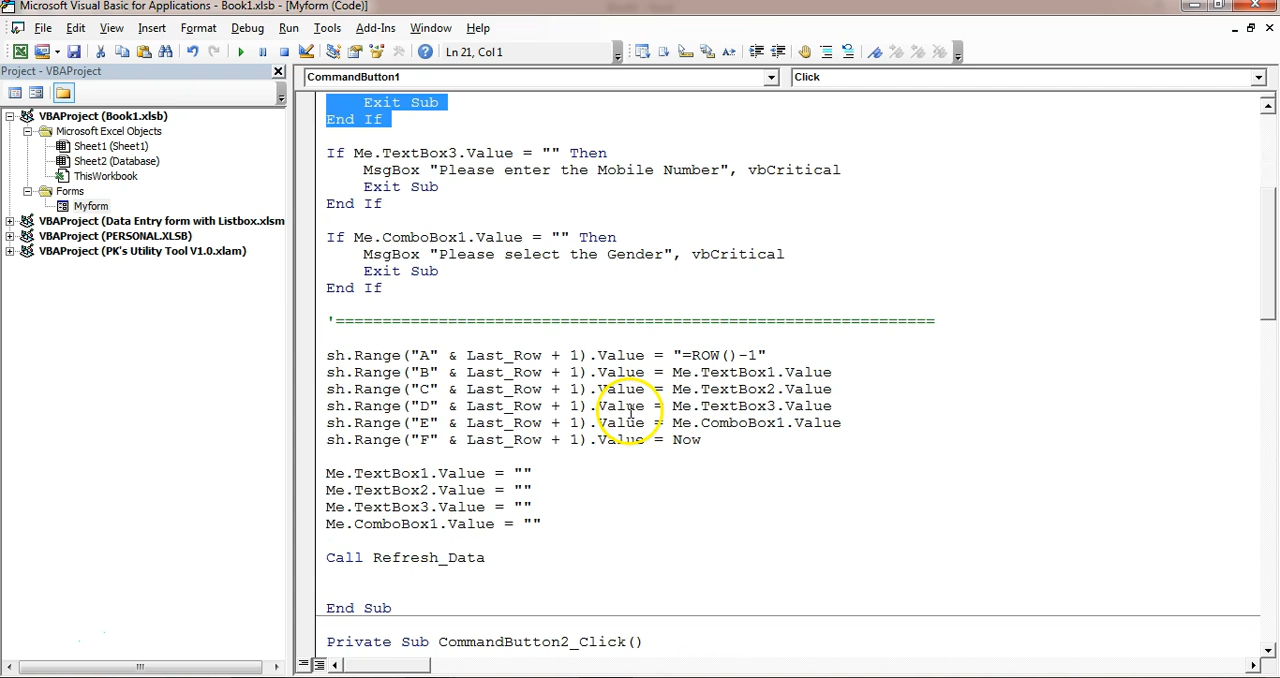 Microsoft Visual Basic for Applications - Book1.xlsb - [Myform (Code)]
File Edit View Insert Format Debug Run Tools Add-Ins Window Help
Ln 21, Col 1
Project - VBAProject
CommandButton1
Click
VBAProject (Book1.xlsb)
Microsoft Excel Objects
Sheet1 (Sheet1)
Sheet2 (Database)
ThisWorkbook
Forms
Myform
VBAProject (Data Entry form with Listbox.xlsm
VBAProject (PERSONAL.XLSB)
VBAProject (PK's Utility Tool V1.0.xlam)
Exit Sub
End If
If Me.TextBox3.Value = "" Then
MsgBox "Please enter the Mobile Number", vbCritical
Exit Sub
End If
If Me.ComboBox1.Value = "" Then
MsgBox "Please select the Gender", vbCritical
Exit Sub
End If
'================================================================
sh.Range("A" & Last_Row + 1).Value = "=ROW()-1"
sh.Range("B" & Last_Row + 1).Value = Me.TextBox1.Value
sh.Range("C" & Last_Row + 1).Value = Me.TextBox2.Value
sh.Range("D" & Last_Row + 1).Value = Me.TextBox3.Value
sh.Range("E" & Last_Row + 1).Value = Me.ComboBox1.Value
sh.Range("F" & Last_Row + 1).Value = Now
Me.TextBox1.Value = ""
Me.TextBox2.Value = ""
Me.TextBox3.Value = ""
Me.ComboBox1.Value = ""
Call Refresh_Data
End Sub
Private Sub CommandButton2_Click()